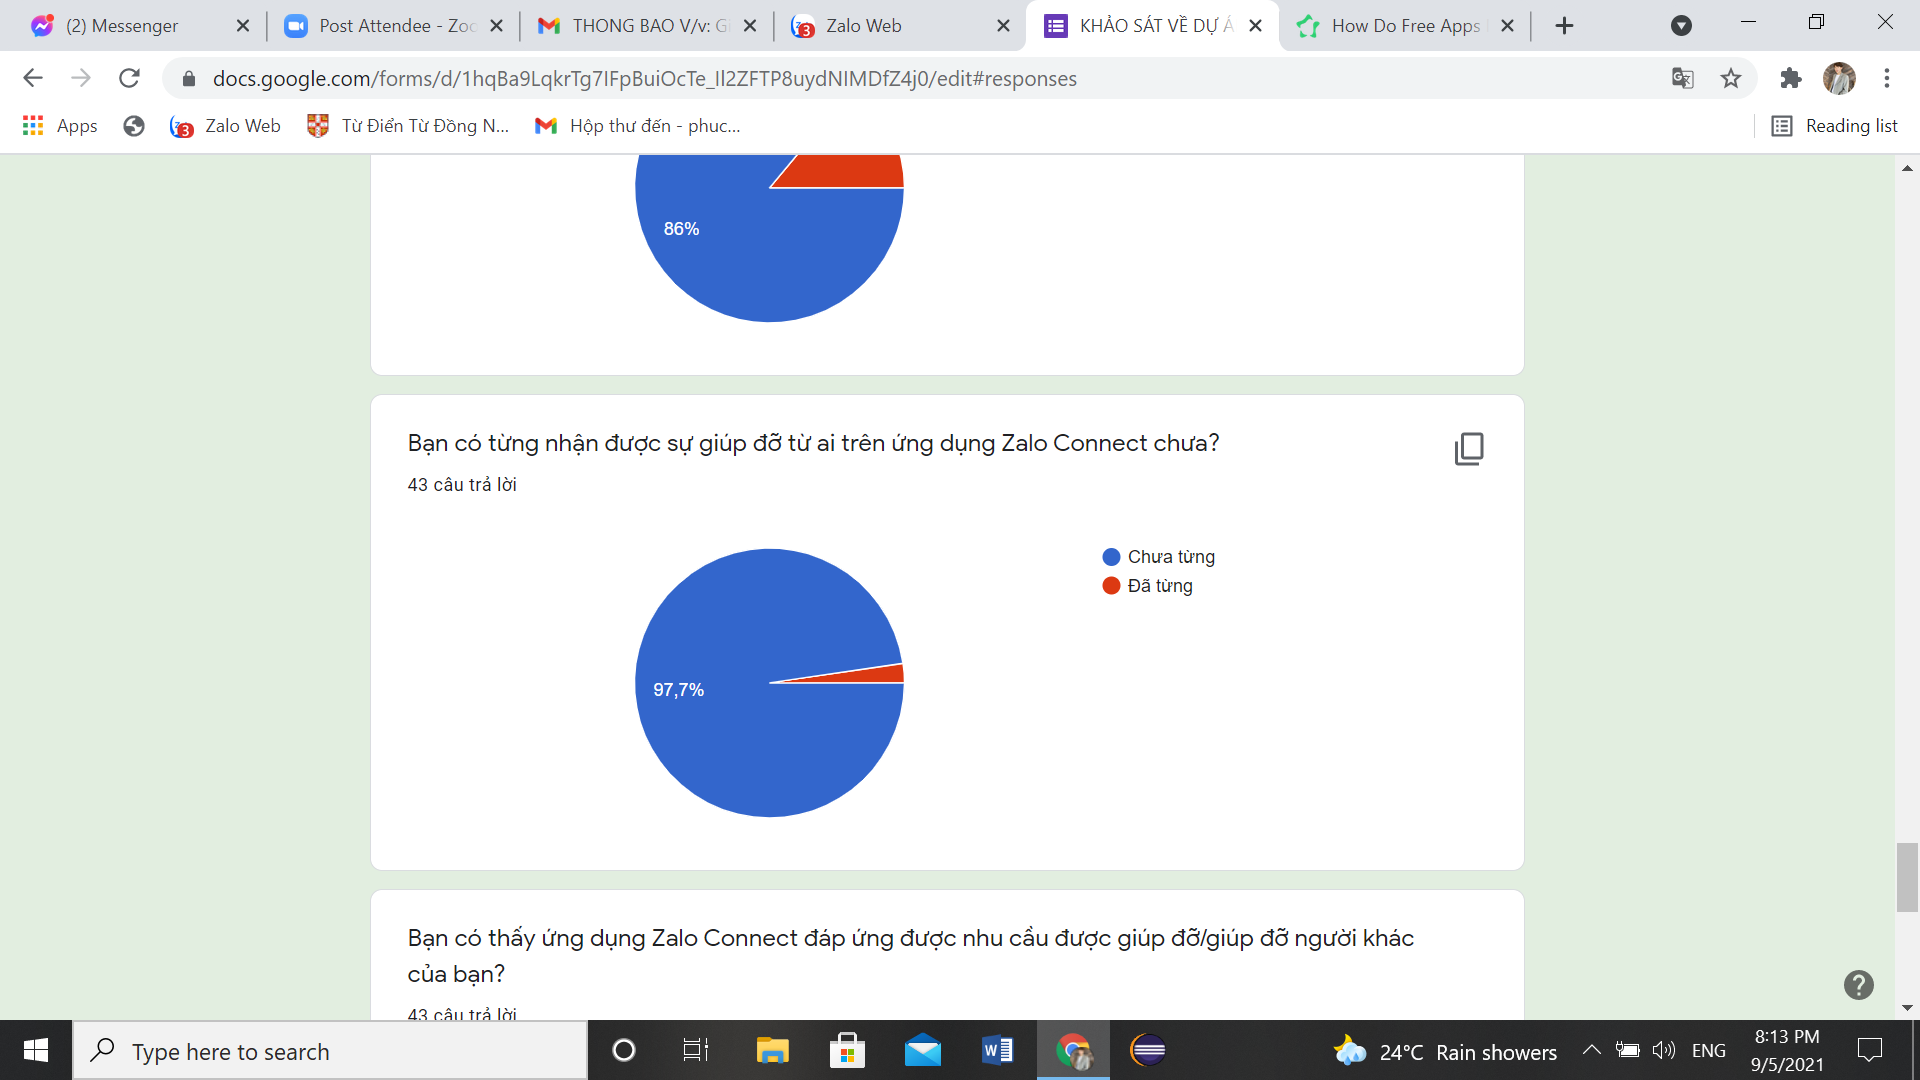 (2) Messenger
Post Attendee - Zoo
THONG BAO V/v: Gi
Zalo Web
KHẢO SÁT VỀ DỰ Á
How Do Free Apps
docs.google.com/forms/d/1hqBa9LqkrTg7IFpBuiOcTe_Il2ZFTP8uydNIMDfZ4j0/edit#responses
Apps
3
Zalo Web
Từ Điển Từ Đồng N...
Hộp thư đến - phuc...
Reading list
86%
Bạn có từng nhận được sự giúp đỡ từ ai trên ứng dụng Zalo Connect chưa?
43 câu trả lời
Chưa từng
Đã từng
97,7%
Bạn có thấy ứng dụng Zalo Connect đáp ứng được nhu cầu được giúp đỡ/giúp đỡ người khác
của bạn?
43 câu trả lời
Type here to search
24°C Rain showers
ENG
8:13 PM
9/5/2021